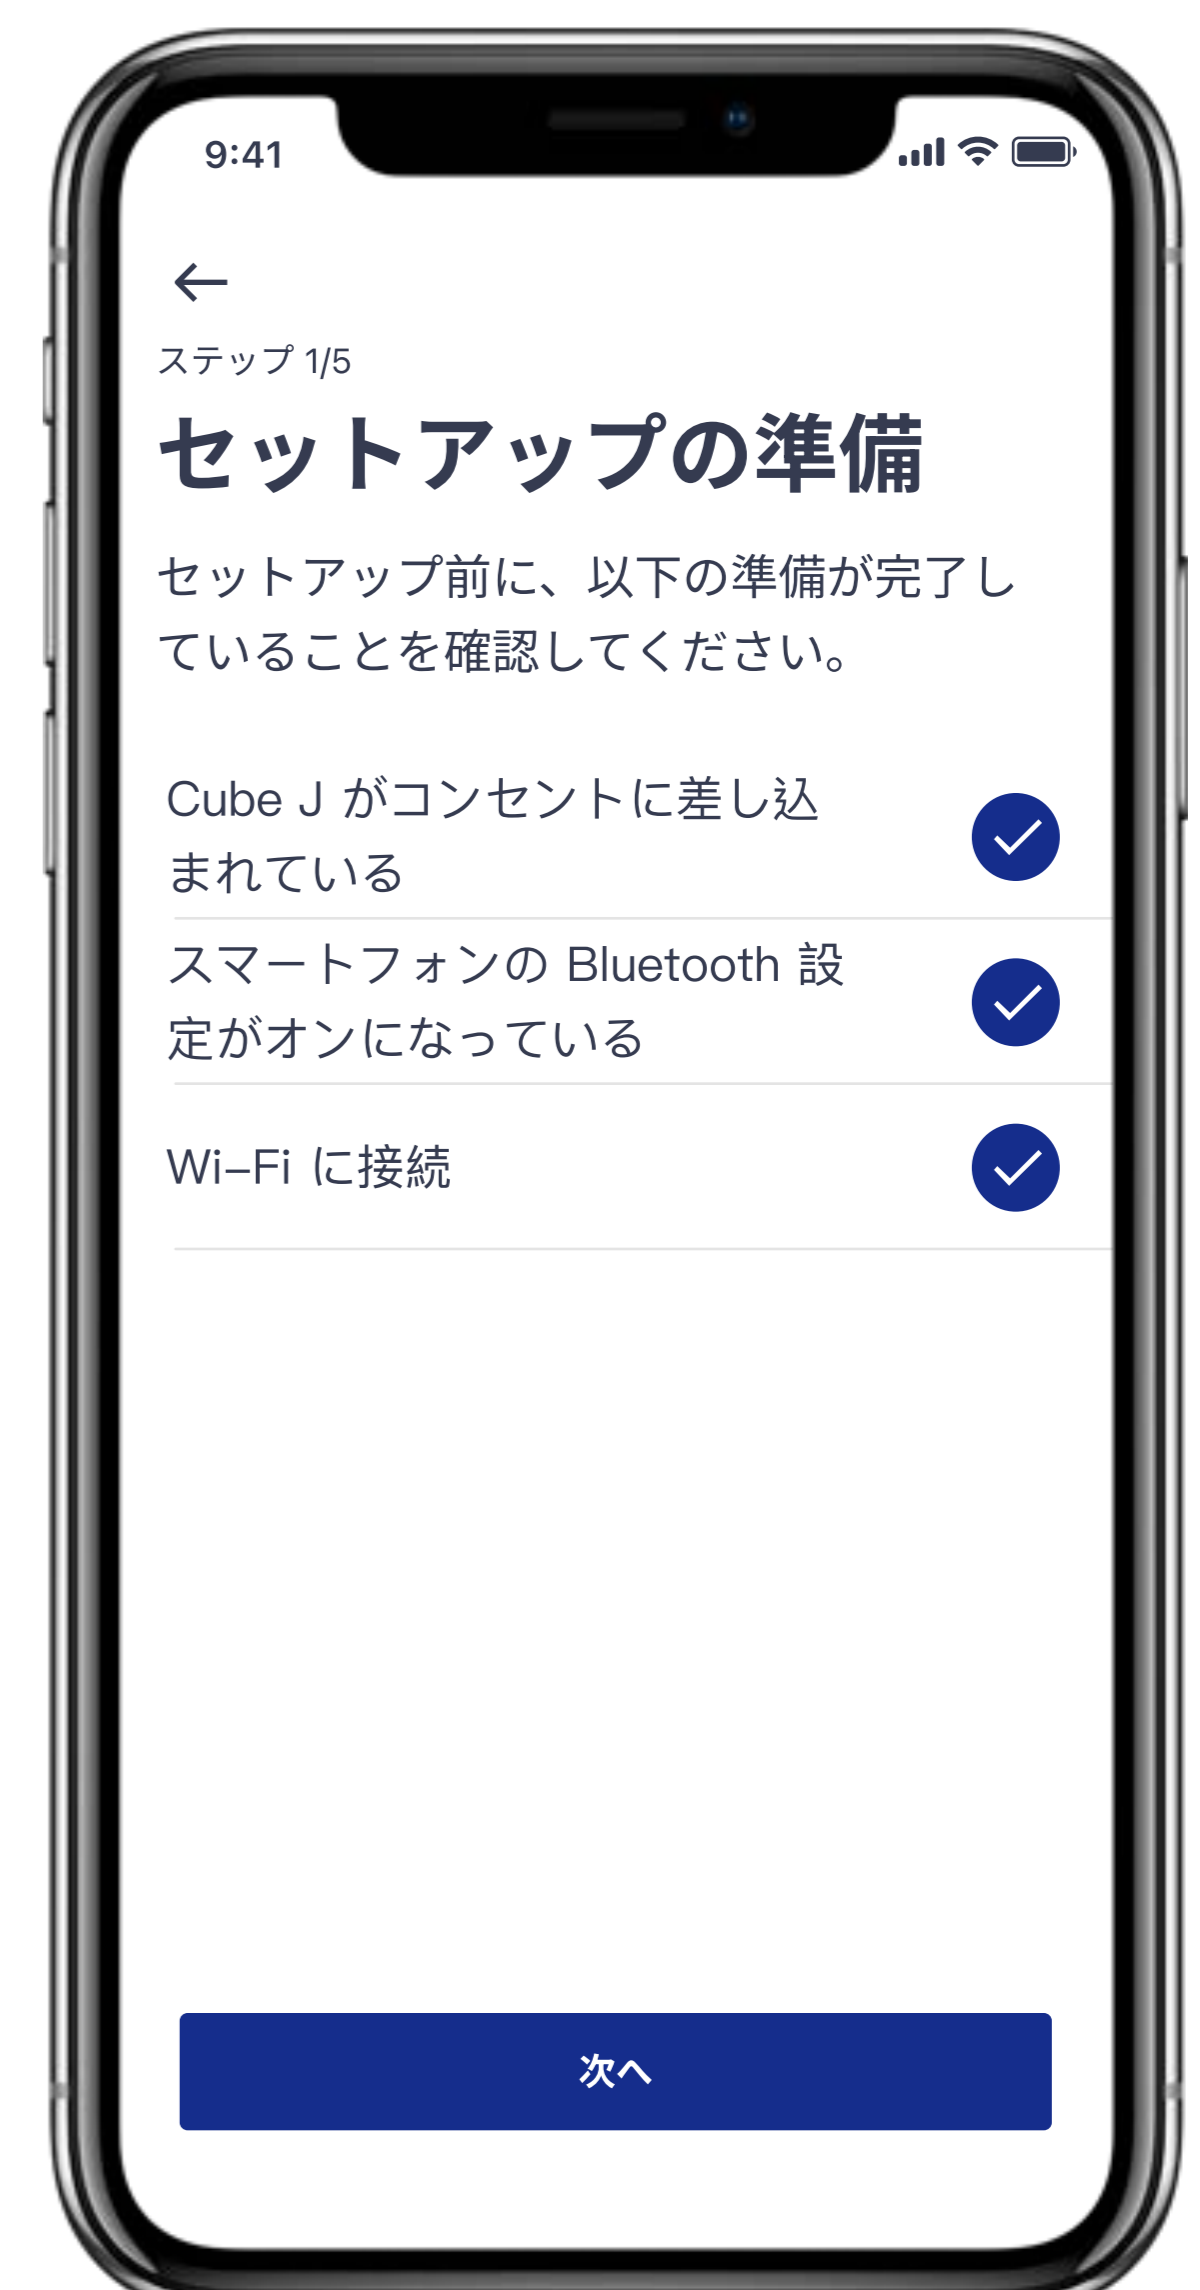 9:41
ステップ 1/5
セットアップの準備
セットアップ前に、以下の準備が完了し
ていることを確認してください。
Cube J がコンセントに差し込
まれている
スマートフォンの Bluetooth 設
定がオンになっている
Wi–Fi に接続
次へ